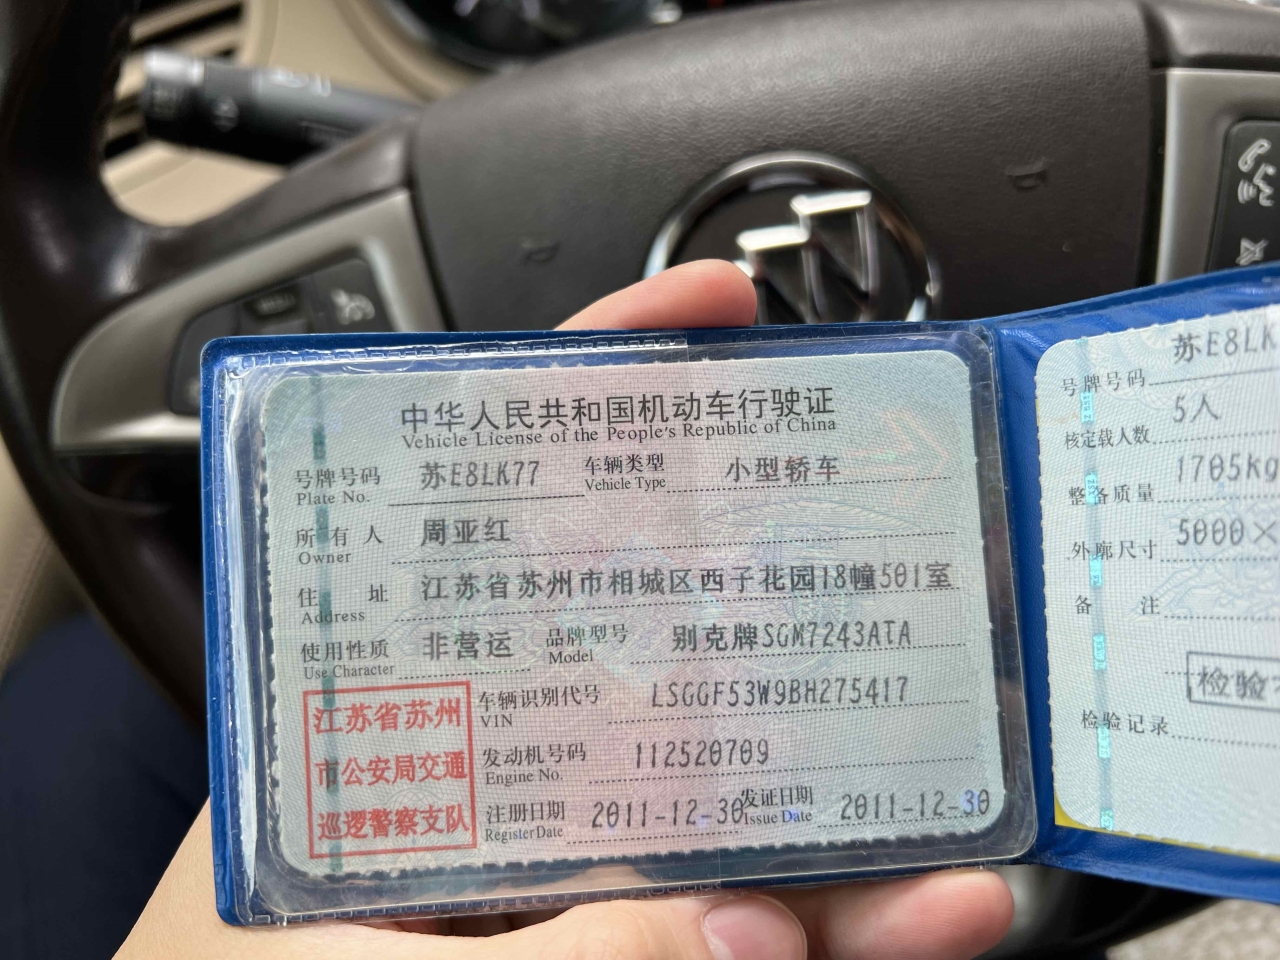 中华人民共和国机动车行驶证
Vehicle License of the People's Republic of China
号牌号码 苏E8LK77 车辆类型 小型轿车
Plate No. Vehicle Type
所有人 周亚红
Owner
住址 江苏省苏州市相城区西子花园18幢501室
Address
使用性质 非营运 品牌型号 别克牌SGM7243ATA
Use Character Model
车辆识别代号 LSGGF53W9BH275417
VIN
发动机号码 112520709
Engine No.
注册日期 2011-12-30 发证日期 2011-12-30
Register Date Issue Date
江苏省苏州
市公安局交通
巡逻警察支队
号牌号码 苏E8LK
核定载人数 5人
整备质量 1705kg
外廓尺寸 5000×
备注
检验
检验记录